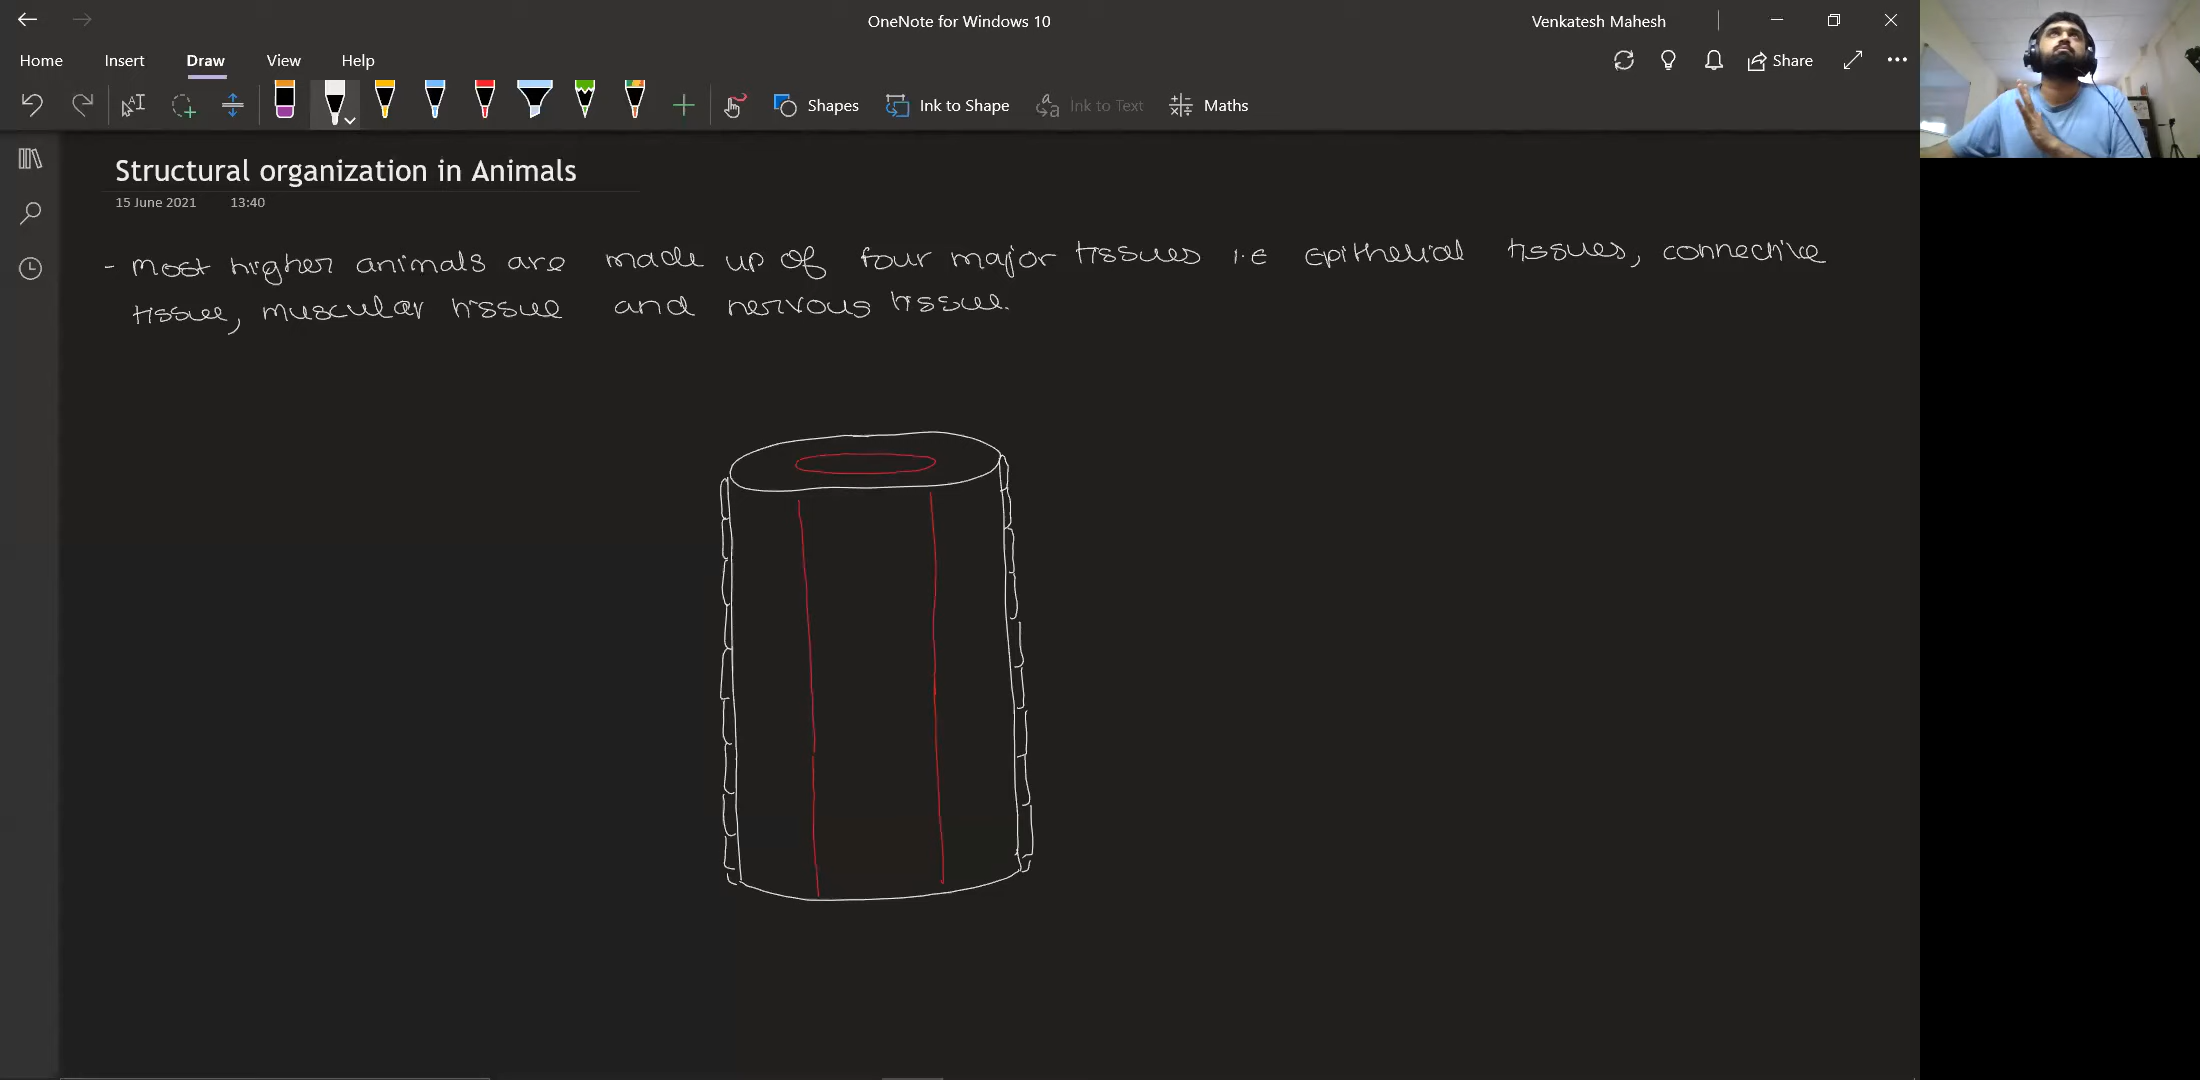 OneNote for Windows 10
Venkatesh Mahesh
Home Insert Draw View Help
Share
Shapes Ink to Shape Ink to Text Maths
Structural organization in Animals
15 June 2021 13:40
- Most higher animals are made up of four major tissues i.e Epithelial tissues, connective
tissue, muscular tissue and nervous tissue.